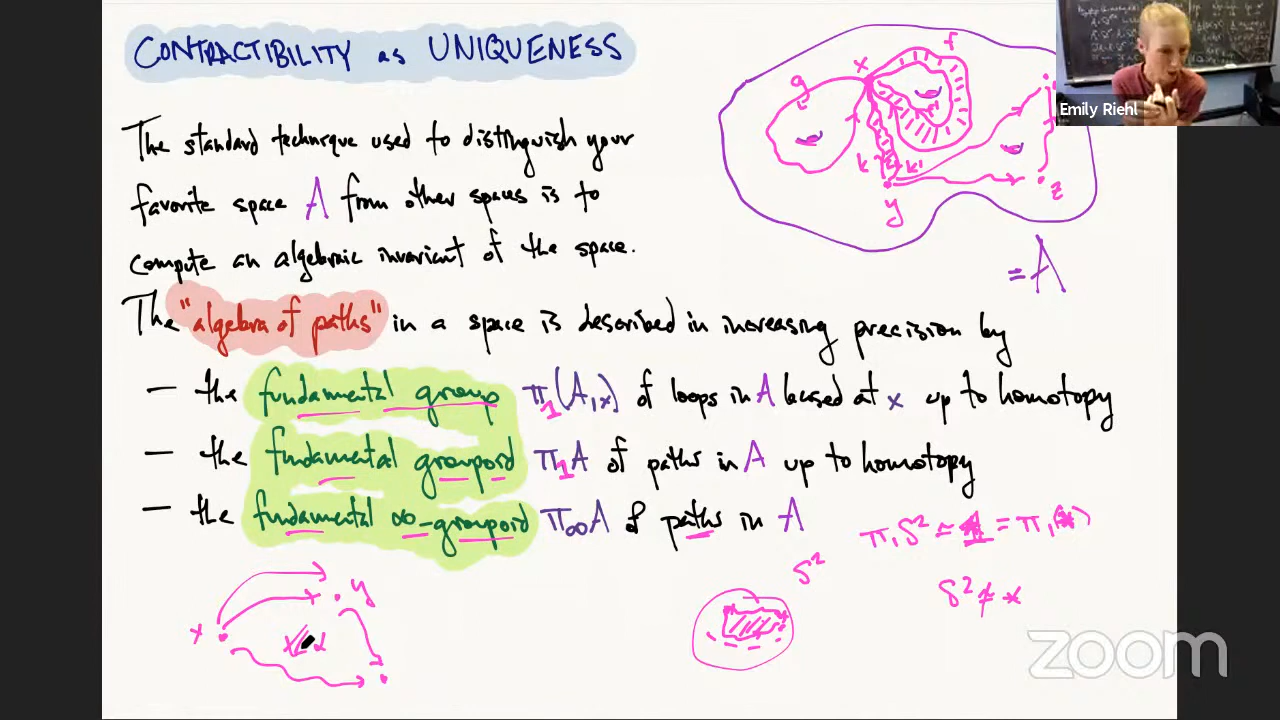 CONTRACTIBILITY as UNIQUENESS
The standard technique used to distinguish your
favorite space A from other spaces is to
compute an algebraic invariant of the space.
The "algebra of paths" in a space is described in increasing precision by
— the fundamental group π₁(A,x) of loops in A based at x up to homotopy
— the fundamental groupoid π₁A of paths in A up to homotopy
— the fundamental ∞-groupoid π∞A of paths in A
g x f
k k'
y z
= A
Emily Riehl
π₁S² ≃ 1 = π₁(*)
S² ≄ *
S²
x y
zoom